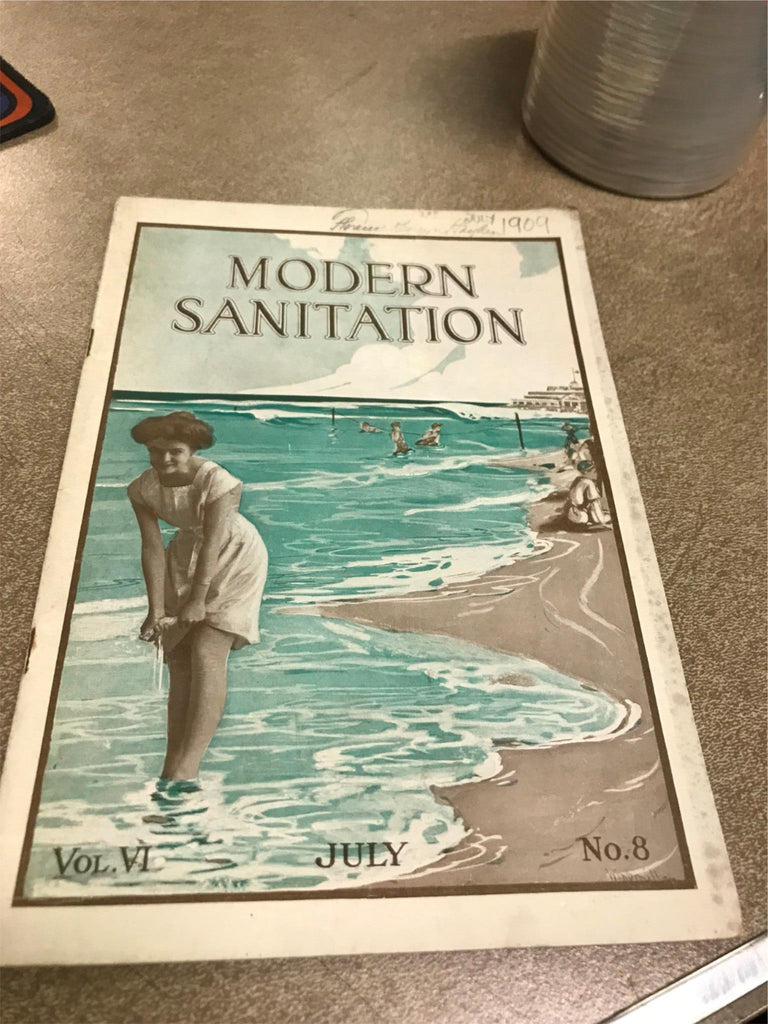 JULY 1909
MODERN
SANITATION
VOL. VI JULY No. 8